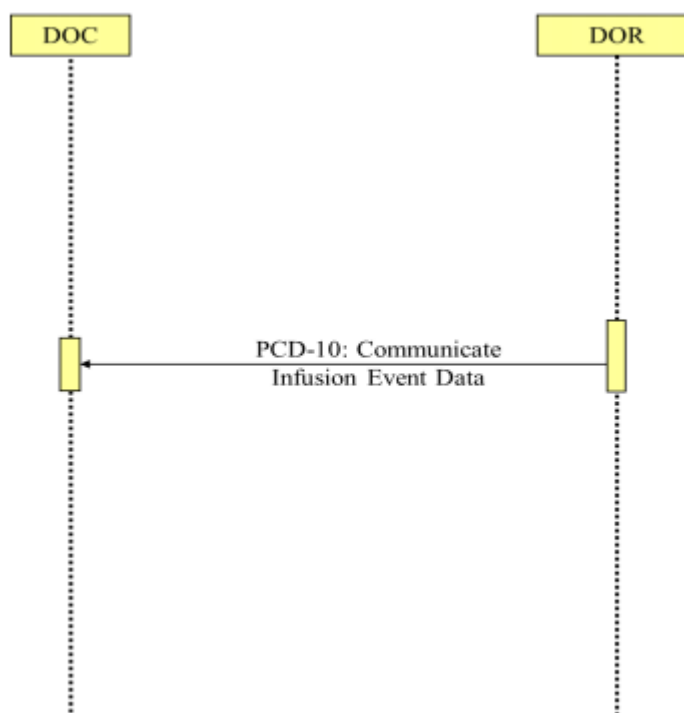 DOC
DOR
PCD-10: Communicate
Infusion Event Data